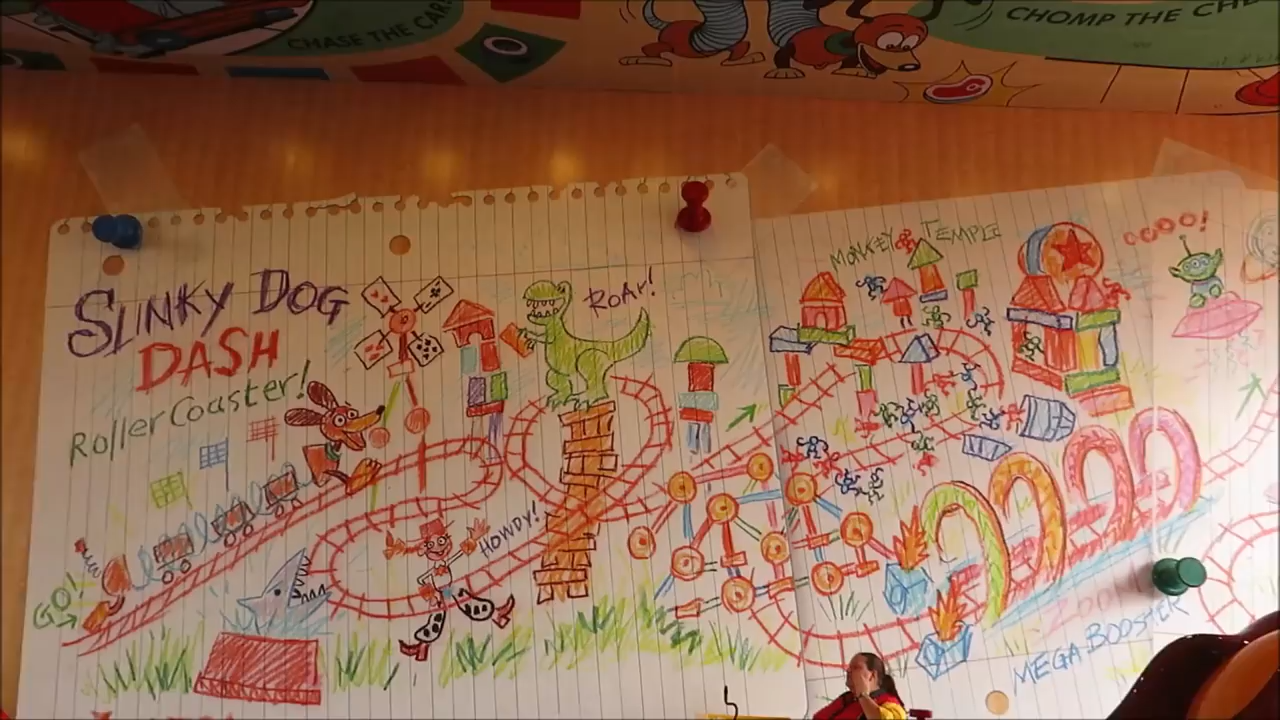 CHASE THE CAR
CHOMP THE CHE
SLINKY DOG
DASH
Roller Coaster!
ROAr!
MONKEY TEMPLE
OOOO!
HOWDY!
GO!
MEGA-BOOSTER